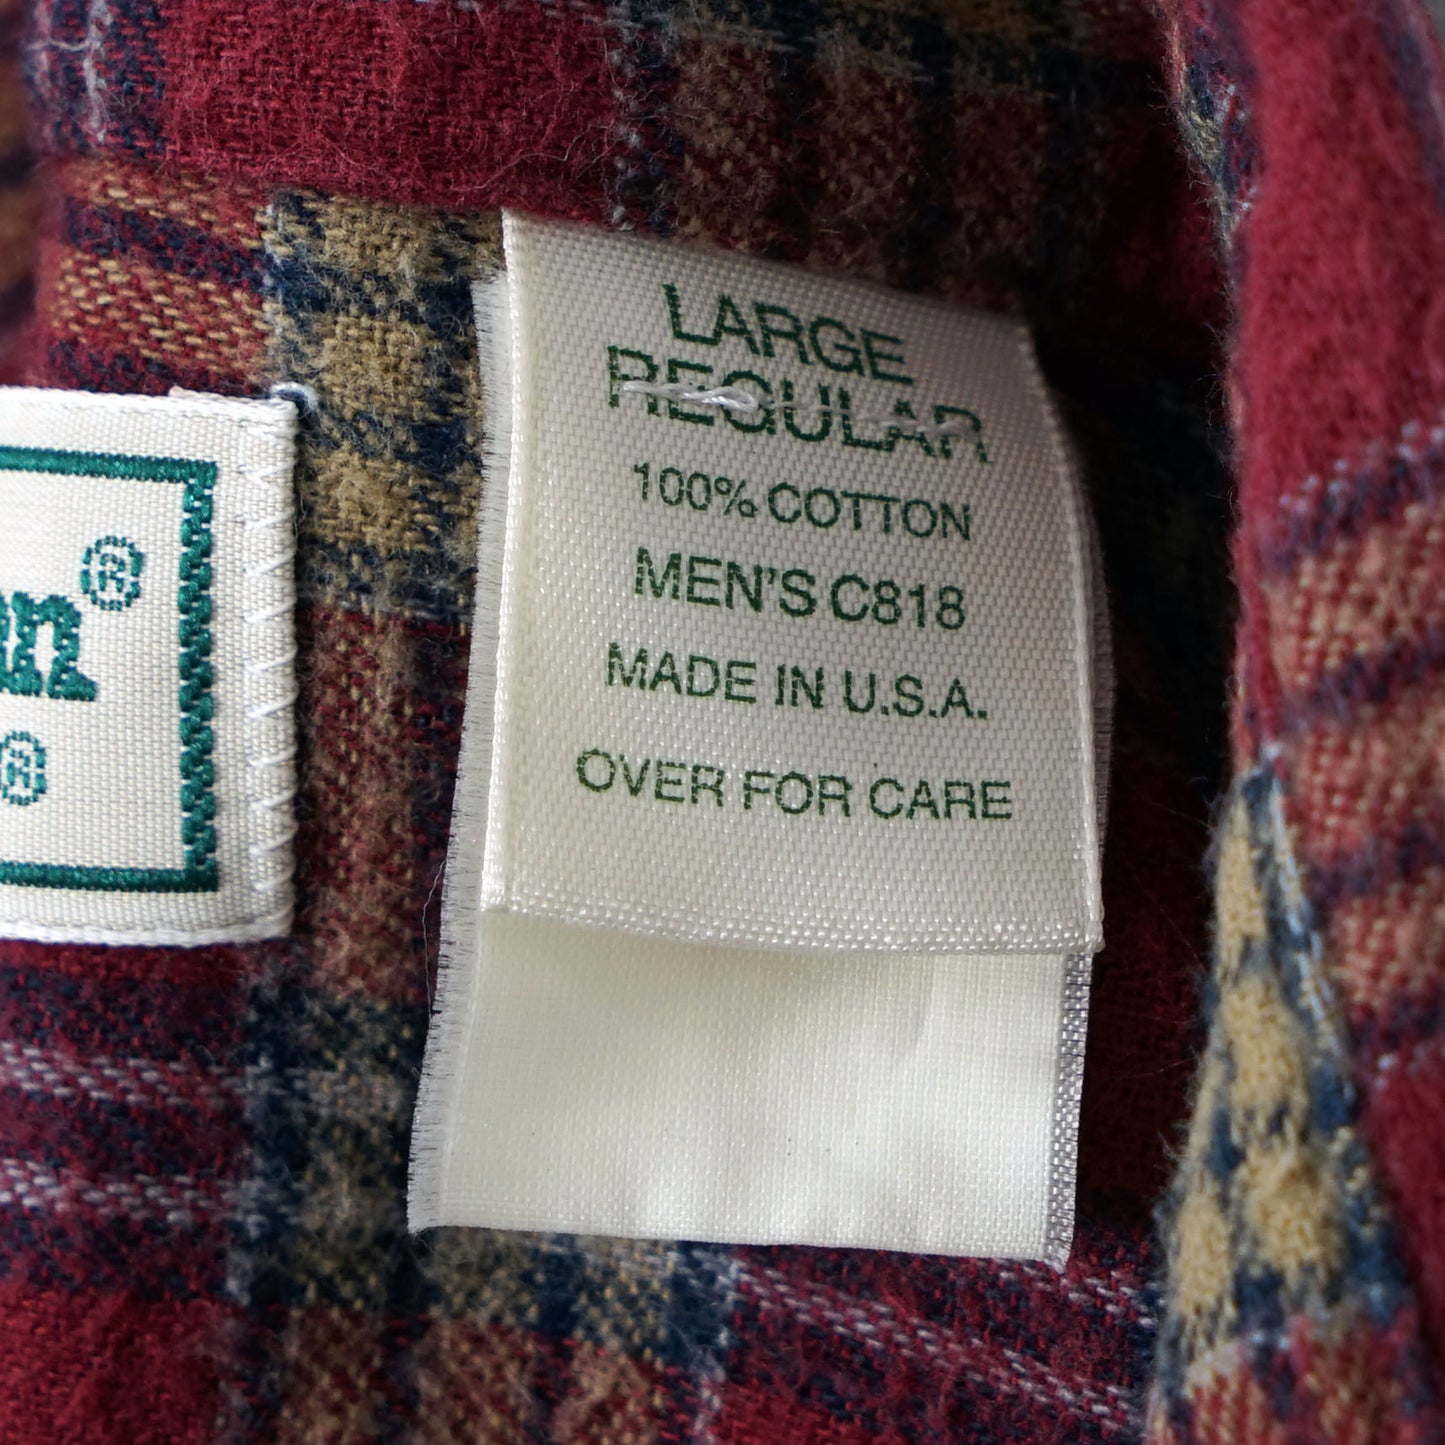 LARGE
REGULAR
100% COTTON
MEN'S C818
MADE IN U.S.A.
OVER FOR CARE
®
®